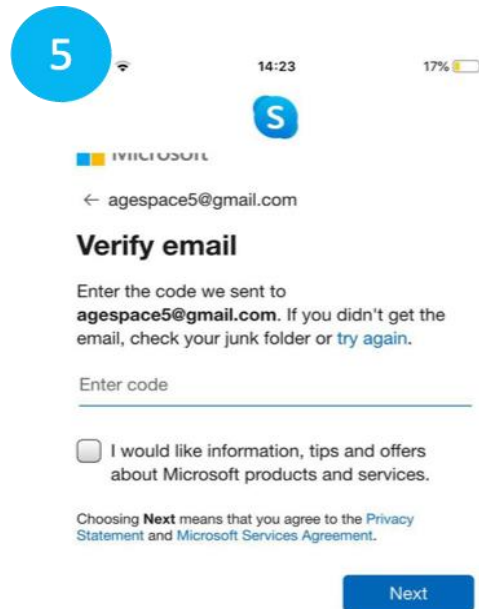 5
14:23
17%
S
Microsoft
← agespace5@gmail.com
Verify email
Enter the code we sent to
agespace5@gmail.com. If you didn't get the
email, check your junk folder or try again.
Enter code
I would like information, tips and offers
about Microsoft products and services.
Choosing Next means that you agree to the Privacy
Statement and Microsoft Services Agreement.
Next